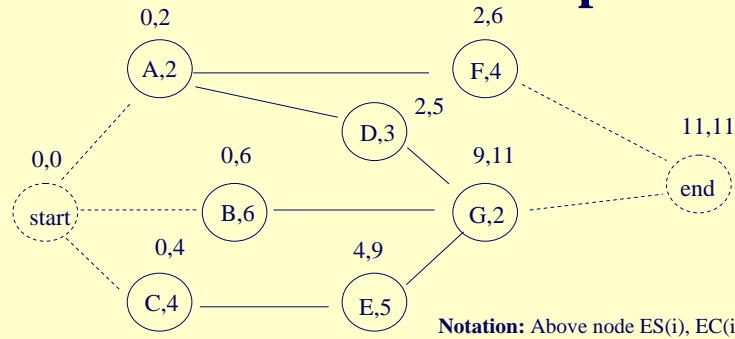 p
0,2
2,6
A,2
F,4
2,5
D,3
11,11
0,0
0,6
9,11
end
start
B,6
G,2
0,4
4,9
C,4
E,5
Notation: Above node ES(i), EC(i